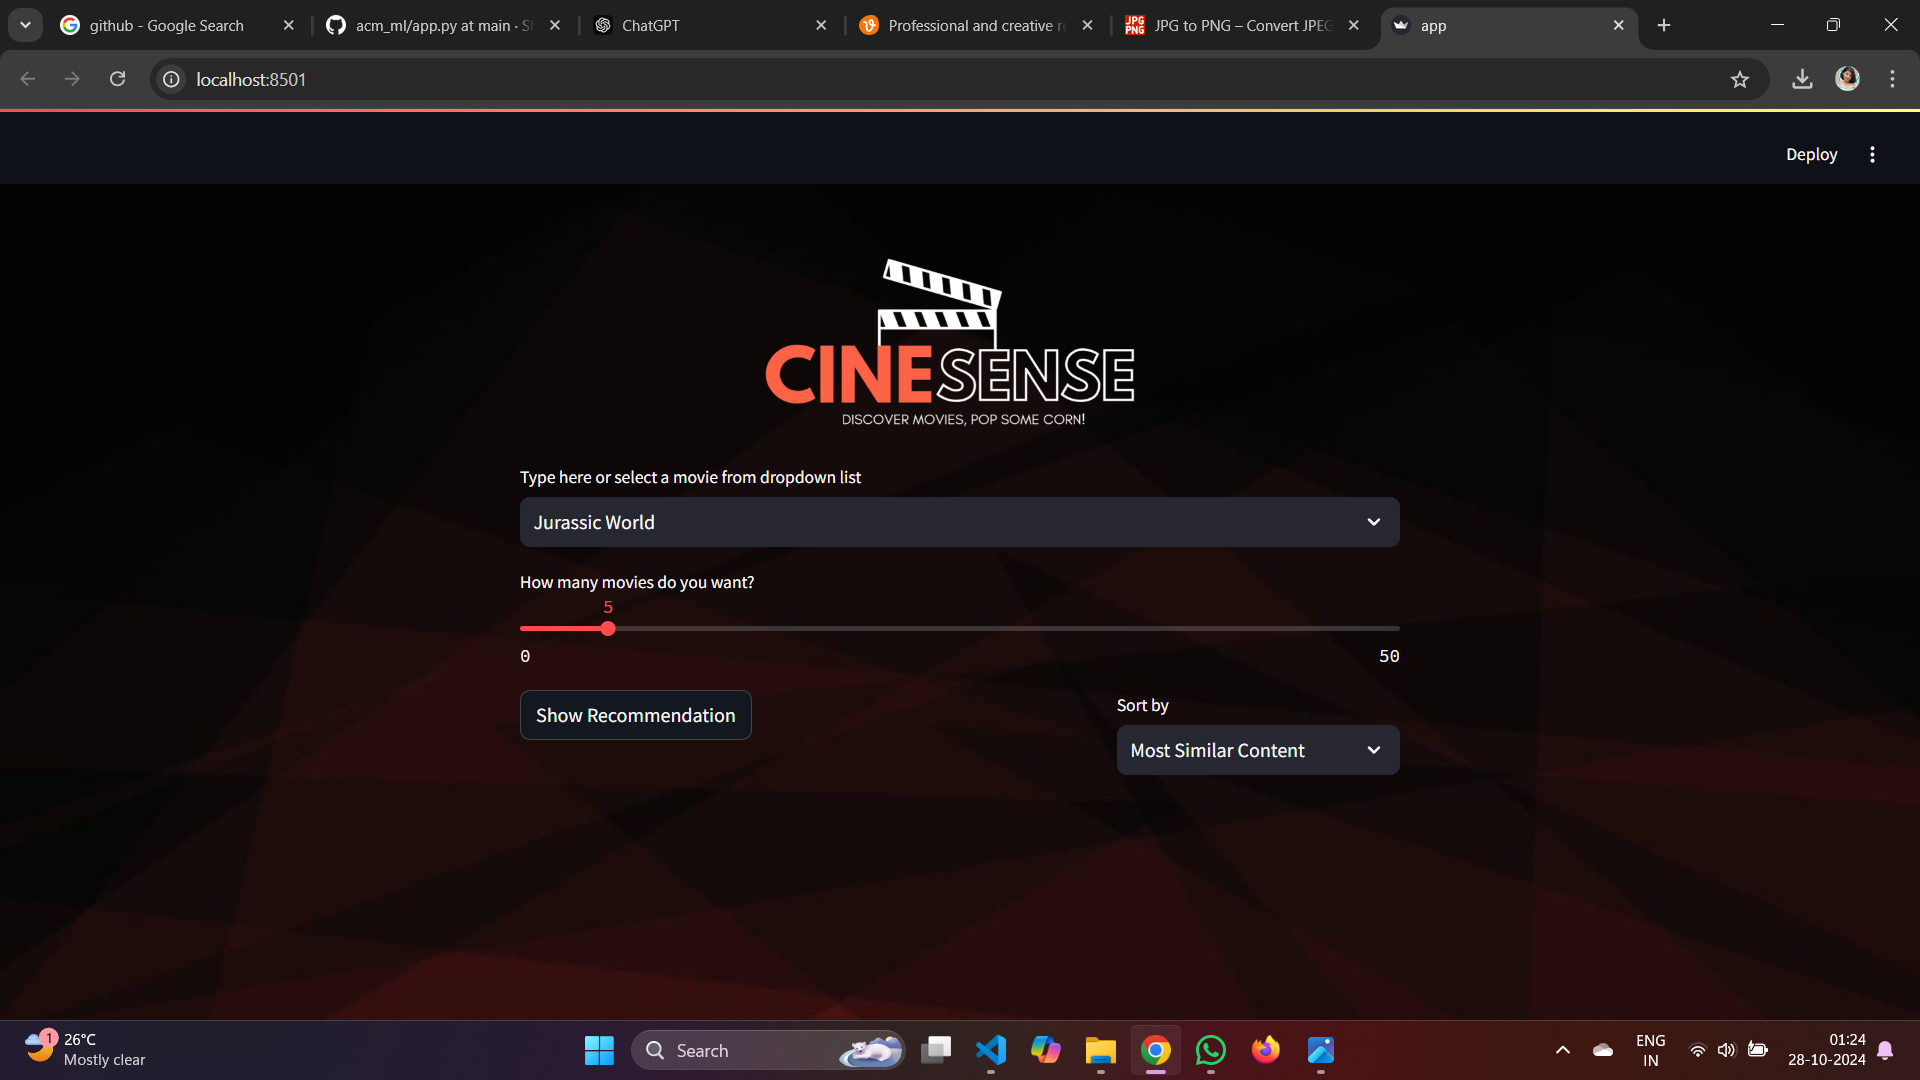 github - Google Search
acm_ml/app.py at main · S
ChatGPT
Professional and creative re
JPG PNG
JPG to PNG – Convert JPEG
app
localhost:8501
Deploy
CINESENSE
DISCOVER MOVIES, POP SOME CORN!
Type here or select a movie from dropdown list
Jurassic World
How many movies do you want?
5
0 50
Show Recommendation
Sort by
Most Similar Content
1
26°C
Mostly clear
Search
ENG
IN
01:24
28-10-2024